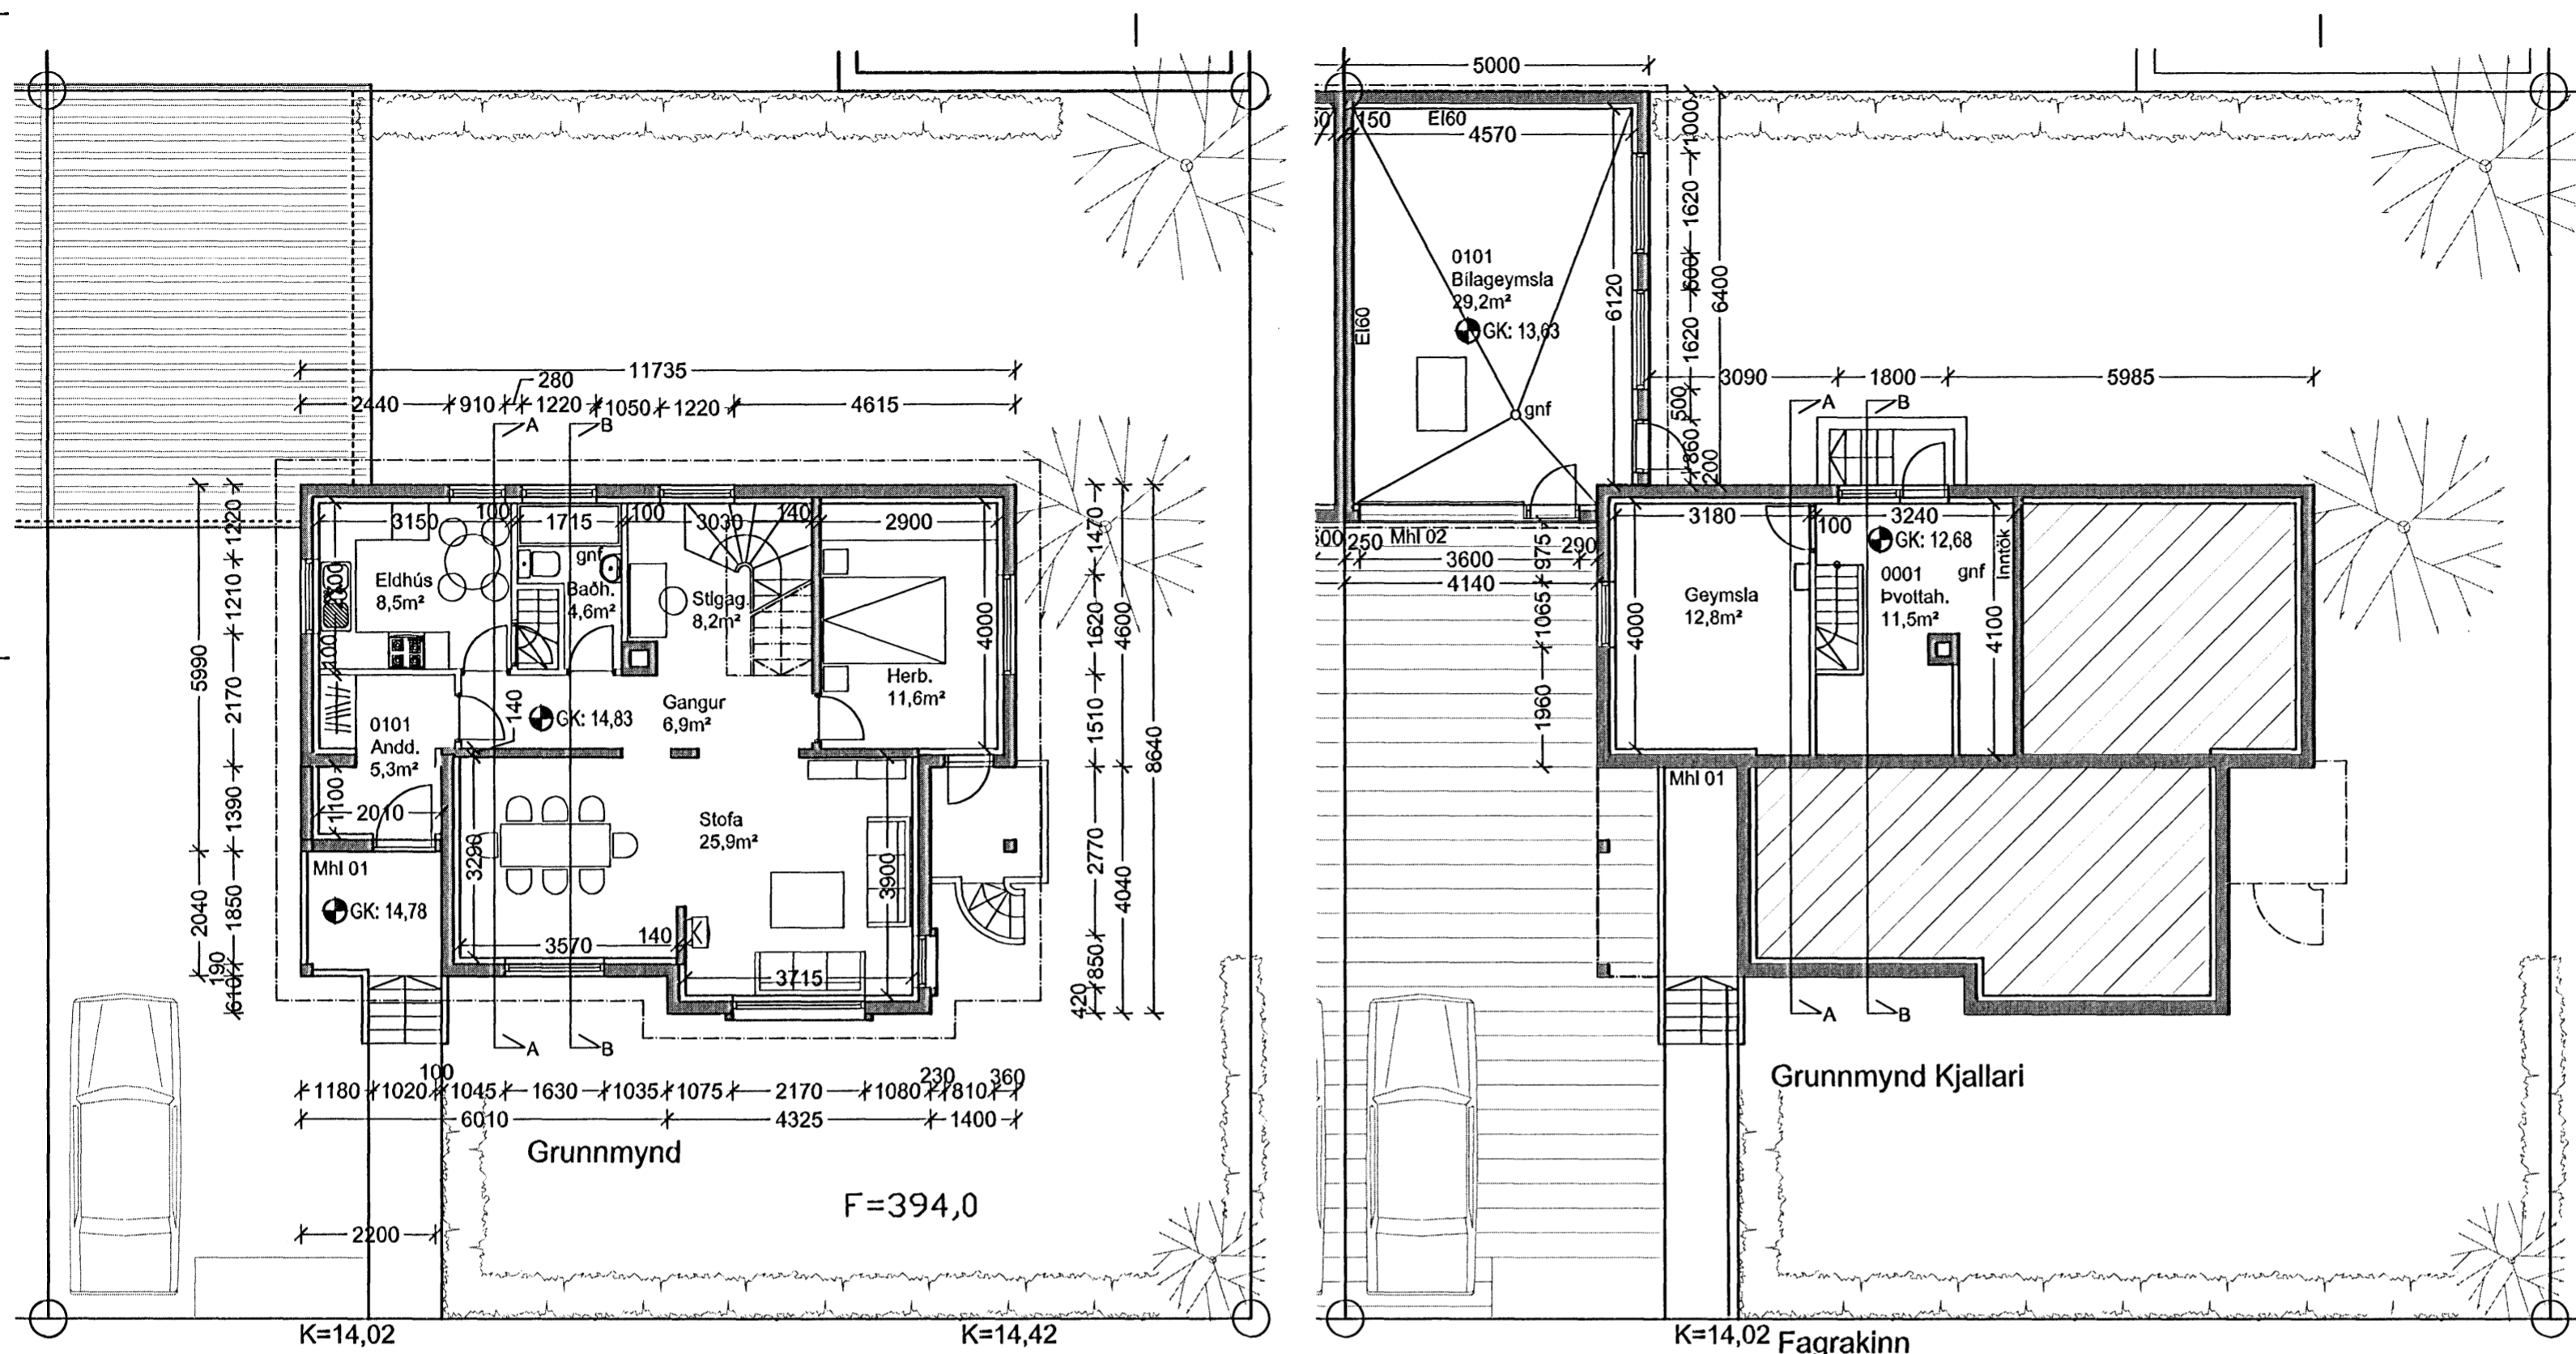 11735
280
2440 910 1220 1050 1220 4615
A B
5990
2040
1220
1210
2170
1390
1850
190
610
3150 100 1715 100 3030 140 2900
gnf
Eldhús
8,5m²
Baðh.
4,6m²
Stigag.
8,2m²
4000
100
Herb.
11,6m²
140
GK: 14,83
Gangur
6,9m²
0101
Andd.
5,3m²
1100
2010
Mhl 01
GK: 14,78
Stofa
25,9m²
3290
3900
3570 140
3715
1470
1620
1510
2770
850
420
4600
4040
8640
A B
100 230 360
1180 1020 1045 1630 1035 1075 2170 1080 810
6010 4325 1400
Grunnmynd
F=394,0
2200
K=14,02 K=14,42
5000
150 EI60
4570
1000
1620
600
1620
500
860
200
6400
6120
0101
Bílageymsla
29,2m²
GK: 13,63
EI60
gnf
3090 1800 5985
A B
250 Mhl 02 290
3600
4140
975
1065
1960
3180 100 3240
GK: 12,68
Inntök
gnf
Geymsla
12,8m²
0001
Þvottah.
11,5m²
4000
4100
Mhl 01
A B
Grunnmynd Kjallari
K=14,02 Fagrakinn